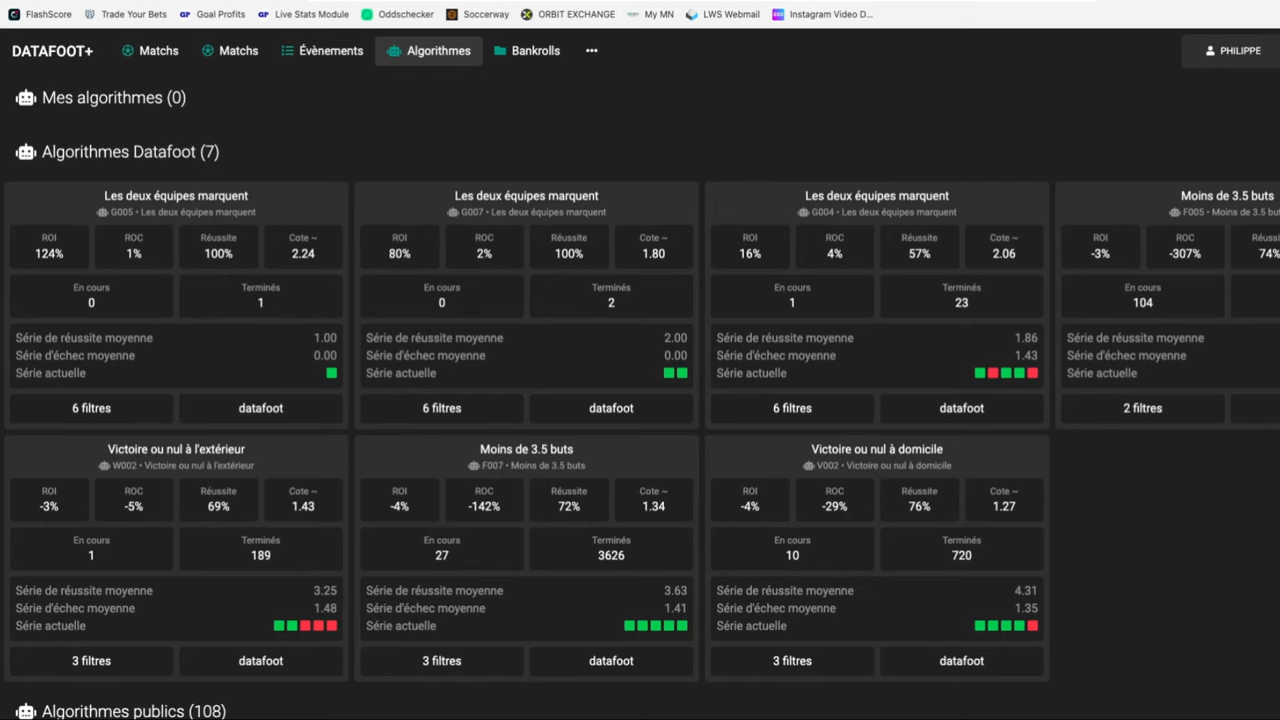 FlashScore Trade Your Bets Goal Profits Live Stats Module Oddschecker Soccerway ORBIT EXCHANGE My MN LWS Webmail Instagram Video D...
DATAFOOT+ Matchs Matchs Évènements Algorithmes Bankrolls ••• PHILIPPE
Mes algorithmes (0)
Algorithmes Datafoot (7)
Les deux équipes marquent
G005 • Les deux équipes marquent
ROI ROC Réussite Cote ~
124% 1% 100% 2.24
En cours Terminés
0 1
Série de réussite moyenne 1.00
Série d'échec moyenne 0.00
Série actuelle
6 filtres datafoot
Les deux équipes marquent
G007 • Les deux équipes marquent
ROI ROC Réussite Cote ~
80% 2% 100% 1.80
En cours Terminés
0 2
Série de réussite moyenne 2.00
Série d'échec moyenne 0.00
Série actuelle
6 filtres datafoot
Les deux équipes marquent
G004 • Les deux équipes marquent
ROI ROC Réussite Cote ~
16% 4% 57% 2.06
En cours Terminés
1 23
Série de réussite moyenne 1.86
Série d'échec moyenne 1.43
Série actuelle
6 filtres datafoot
Moins de 3.5 buts
F005 • Moins de 3.5 but
ROI ROC Réuss
-3% -307% 74%
En cours
104
Série de réussite moyenne
Série d'échec moyenne
Série actuelle
2 filtres
Victoire ou nul à l'extérieur
W002 • Victoire ou nul à l'extérieur
ROI ROC Réussite Cote ~
-3% -5% 69% 1.43
En cours Terminés
1 189
Série de réussite moyenne 3.25
Série d'échec moyenne 1.48
Série actuelle
3 filtres datafoot
Moins de 3.5 buts
F007 • Moins de 3.5 buts
ROI ROC Réussite Cote ~
-4% -142% 72% 1.34
En cours Terminés
27 3626
Série de réussite moyenne 3.63
Série d'échec moyenne 1.41
Série actuelle
3 filtres datafoot
Victoire ou nul à domicile
V002 • Victoire ou nul à domicile
ROI ROC Réussite Cote ~
-4% -29% 76% 1.27
En cours Terminés
10 720
Série de réussite moyenne 4.31
Série d'échec moyenne 1.35
Série actuelle
3 filtres datafoot
Algorithmes publics (108)